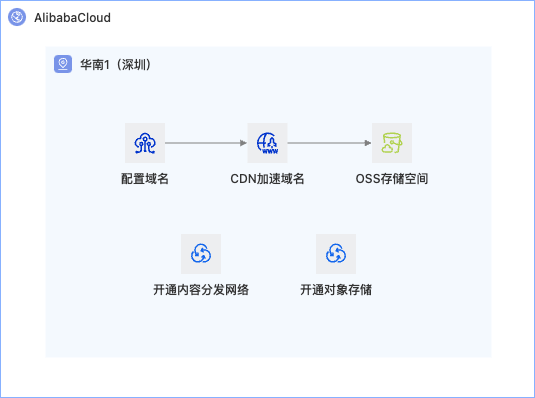 AlibabaCloud
华南1（深圳）
配置域名
CDN加速域名
OSS存储空间
WWW
开通内容分发网络
开通对象存储